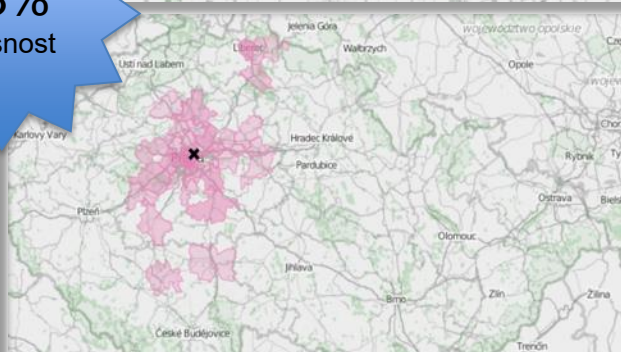 %
snost
Jelenia Góra
województwo opolskie
Liberec
Wałbrzych
Ústí nad Labem
Opole
Karlovy Vary
Hradec Králové
Pardubice
Rybnik
Plzeň
Ostrava
Olomouc
Jihlava
Brno
Zlín
Žilina
České Budějovice
Trenčín